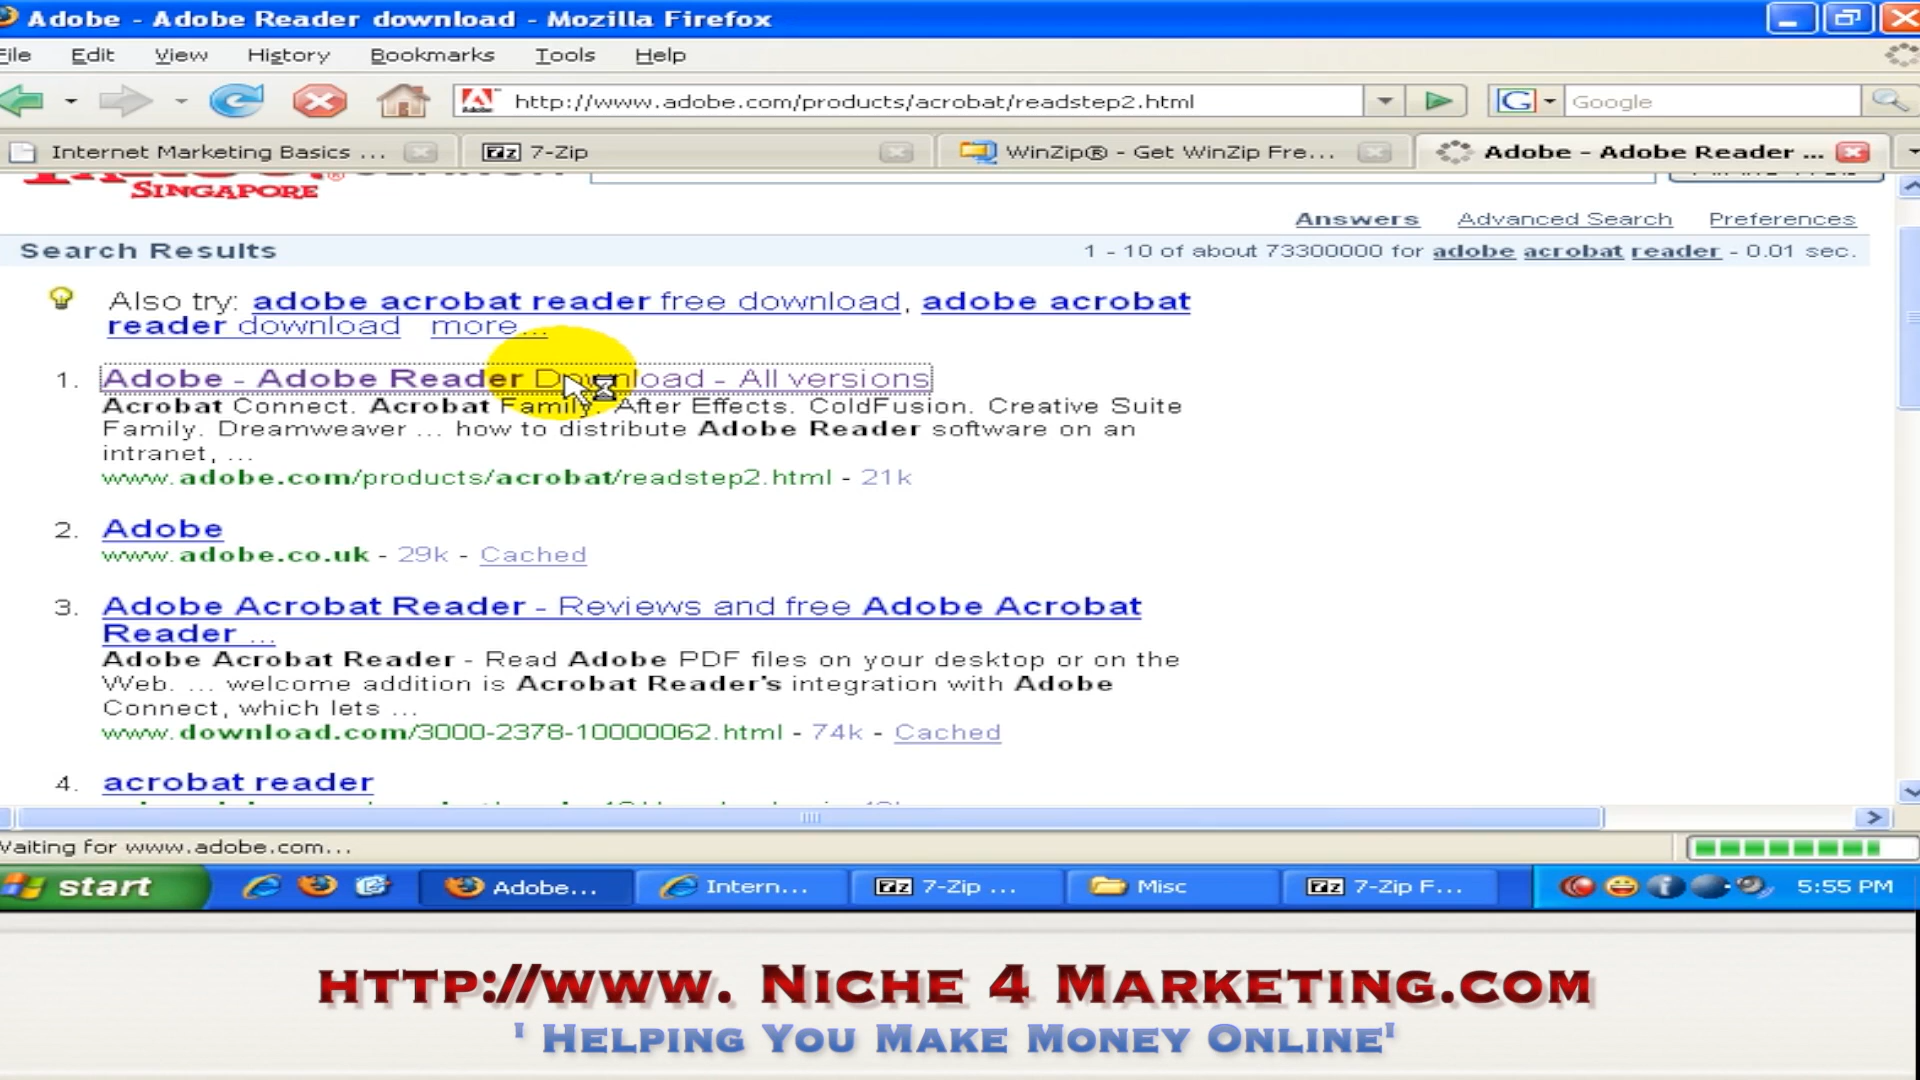 Adobe - Adobe Reader download - Mozilla Firefox
File Edit View History Bookmarks Tools Help
http://www.adobe.com/products/acrobat/readstep2.html Google
Internet Marketing Basics ... 7-Zip WinZip® - Get WinZip Fre... Adobe - Adobe Reader ...
SINGAPORE
Answers Advanced Search Preferences
Search Results 1 - 10 of about 73300000 for adobe acrobat reader - 0.01 sec.
Also try: adobe acrobat reader free download, adobe acrobat
reader download more...
1. Adobe - Adobe Reader Download - All versions
Acrobat Connect. Acrobat Family. After Effects. ColdFusion. Creative Suite
Family. Dreamweaver ... how to distribute Adobe Reader software on an
intranet, ...
www.adobe.com/products/acrobat/readstep2.html - 21k
2. Adobe
www.adobe.co.uk - 29k - Cached
3. Adobe Acrobat Reader - Reviews and free Adobe Acrobat
Reader ...
Adobe Acrobat Reader - Read Adobe PDF files on your desktop or on the
Web. ... welcome addition is Acrobat Reader's integration with Adobe
Connect, which lets ...
www.download.com/3000-2378-10000062.html - 74k - Cached
4. acrobat reader
Waiting for www.adobe.com...
start Adobe... Intern... 7-Zip ... Misc 7-Zip F... 5:55 PM
http://www. Niche 4 Marketing.com
' Helping You Make Money Online'